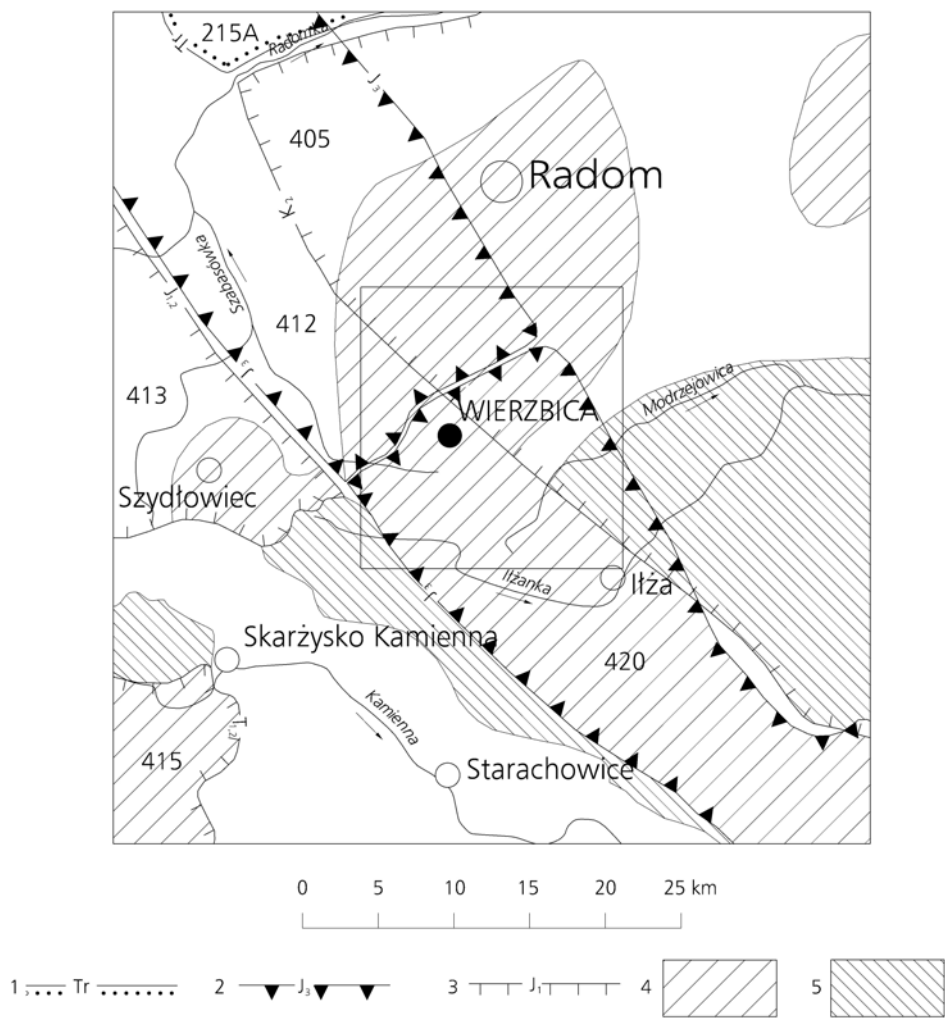 215A
Radomka
Tr
J₃
405
Radom
K₂
Szabasówka
J₁,₂
412
J₃
413
Modrzejowica
WIERZBICA
Szydłowiec
Iłżanka
Iłża
J₃
Skarżysko Kamienna
420
Kamienna
T₁,₂
415
Starachowice
0 5 10 15 20 25 km
1 Tr 2 J₃ 3 J₁ 4 5